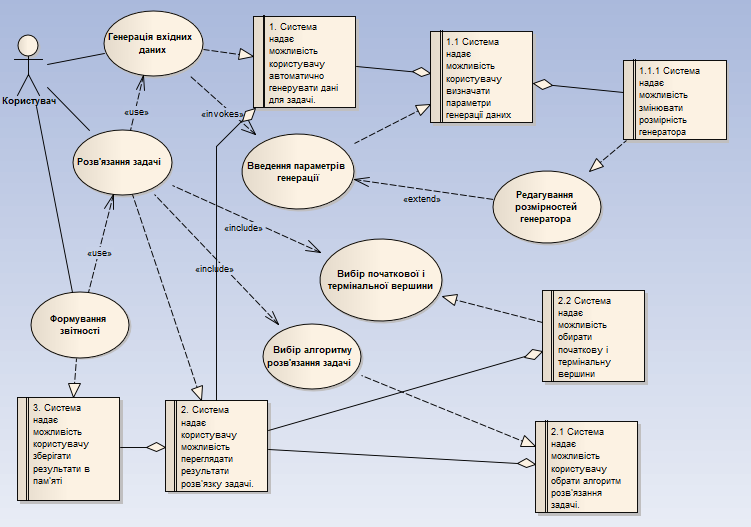 Користувач
Генерація вхідних
даних
1. Система
надає
можливість
користувачу
автоматично
генерувати дані
для задачі.
1.1 Система
надає
можливість
користувачу
визначати
параметри
генерації даних
1.1.1 Система
надає
можливість
змінювати
розмірність
генератора
«use»
«invokes»
Розв'язання задачі
Введення параметрів
генерації
«extend»
Редагування
розмірностей
генератора
«include»
«use»
«include»
Вибір початкової і
термінальної вершини
Формування
звітності
Вибір алгоритму
розв'язання задачі
2.2 Система
надає
можливість
обирати
початкову і
термінальну
вершини
3. Система
надає
можливість
користувачу
зберігати
результати в
пам'яті
2. Система
надає
користувачу
можливість
переглядати
результати
розв'язку задачі.
2.1 Система
надає
можливість
користувачу
обрати алгоритм
розв'язання
задачі.